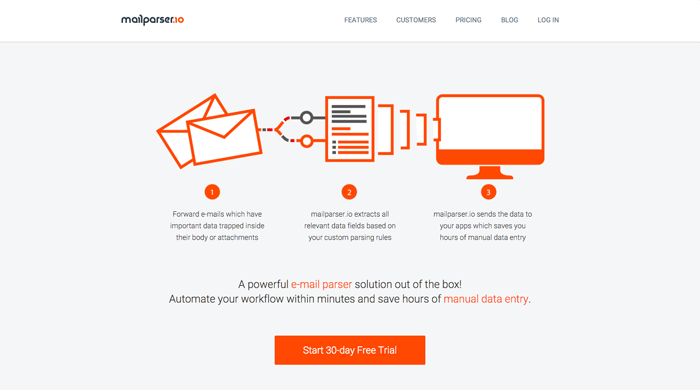 mailparser.io
FEATURES CUSTOMERS PRICING BLOG LOG IN
1
Forward e-mails which have
important data trapped inside
their body or attachments
2
mailparser.io extracts all
relevant data fields based on
your custom parsing rules
3
mailparser.io sends the data to
your apps which saves you
hours of manual data entry
A powerful e-mail parser solution out of the box!
Automate your workflow within minutes and save hours of manual data entry.
Start 30-day Free Trial